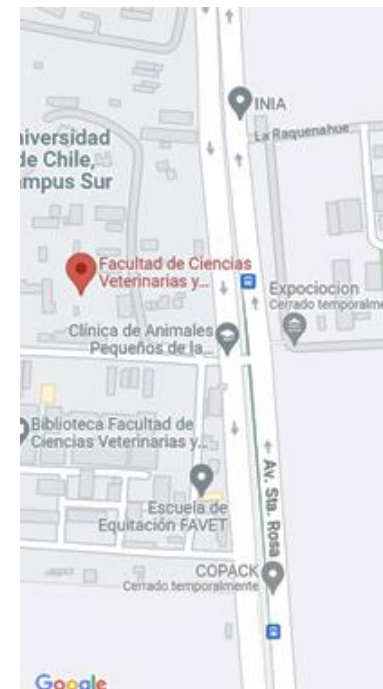 INIA
La Raquenahue
niversidad
de Chile,
mpus Sur
Facultad de Ciencias
Veterinarias y...
Expociocion
Cerrado temporalme
Clínica de Animales
Pequeños de la...
Biblioteca Facultad de
Ciencias Veterinarias y...
Av. Sta. Rosa
Escuela de
Equitación FAVET
COPACK
Cerrado temporalmente
Google